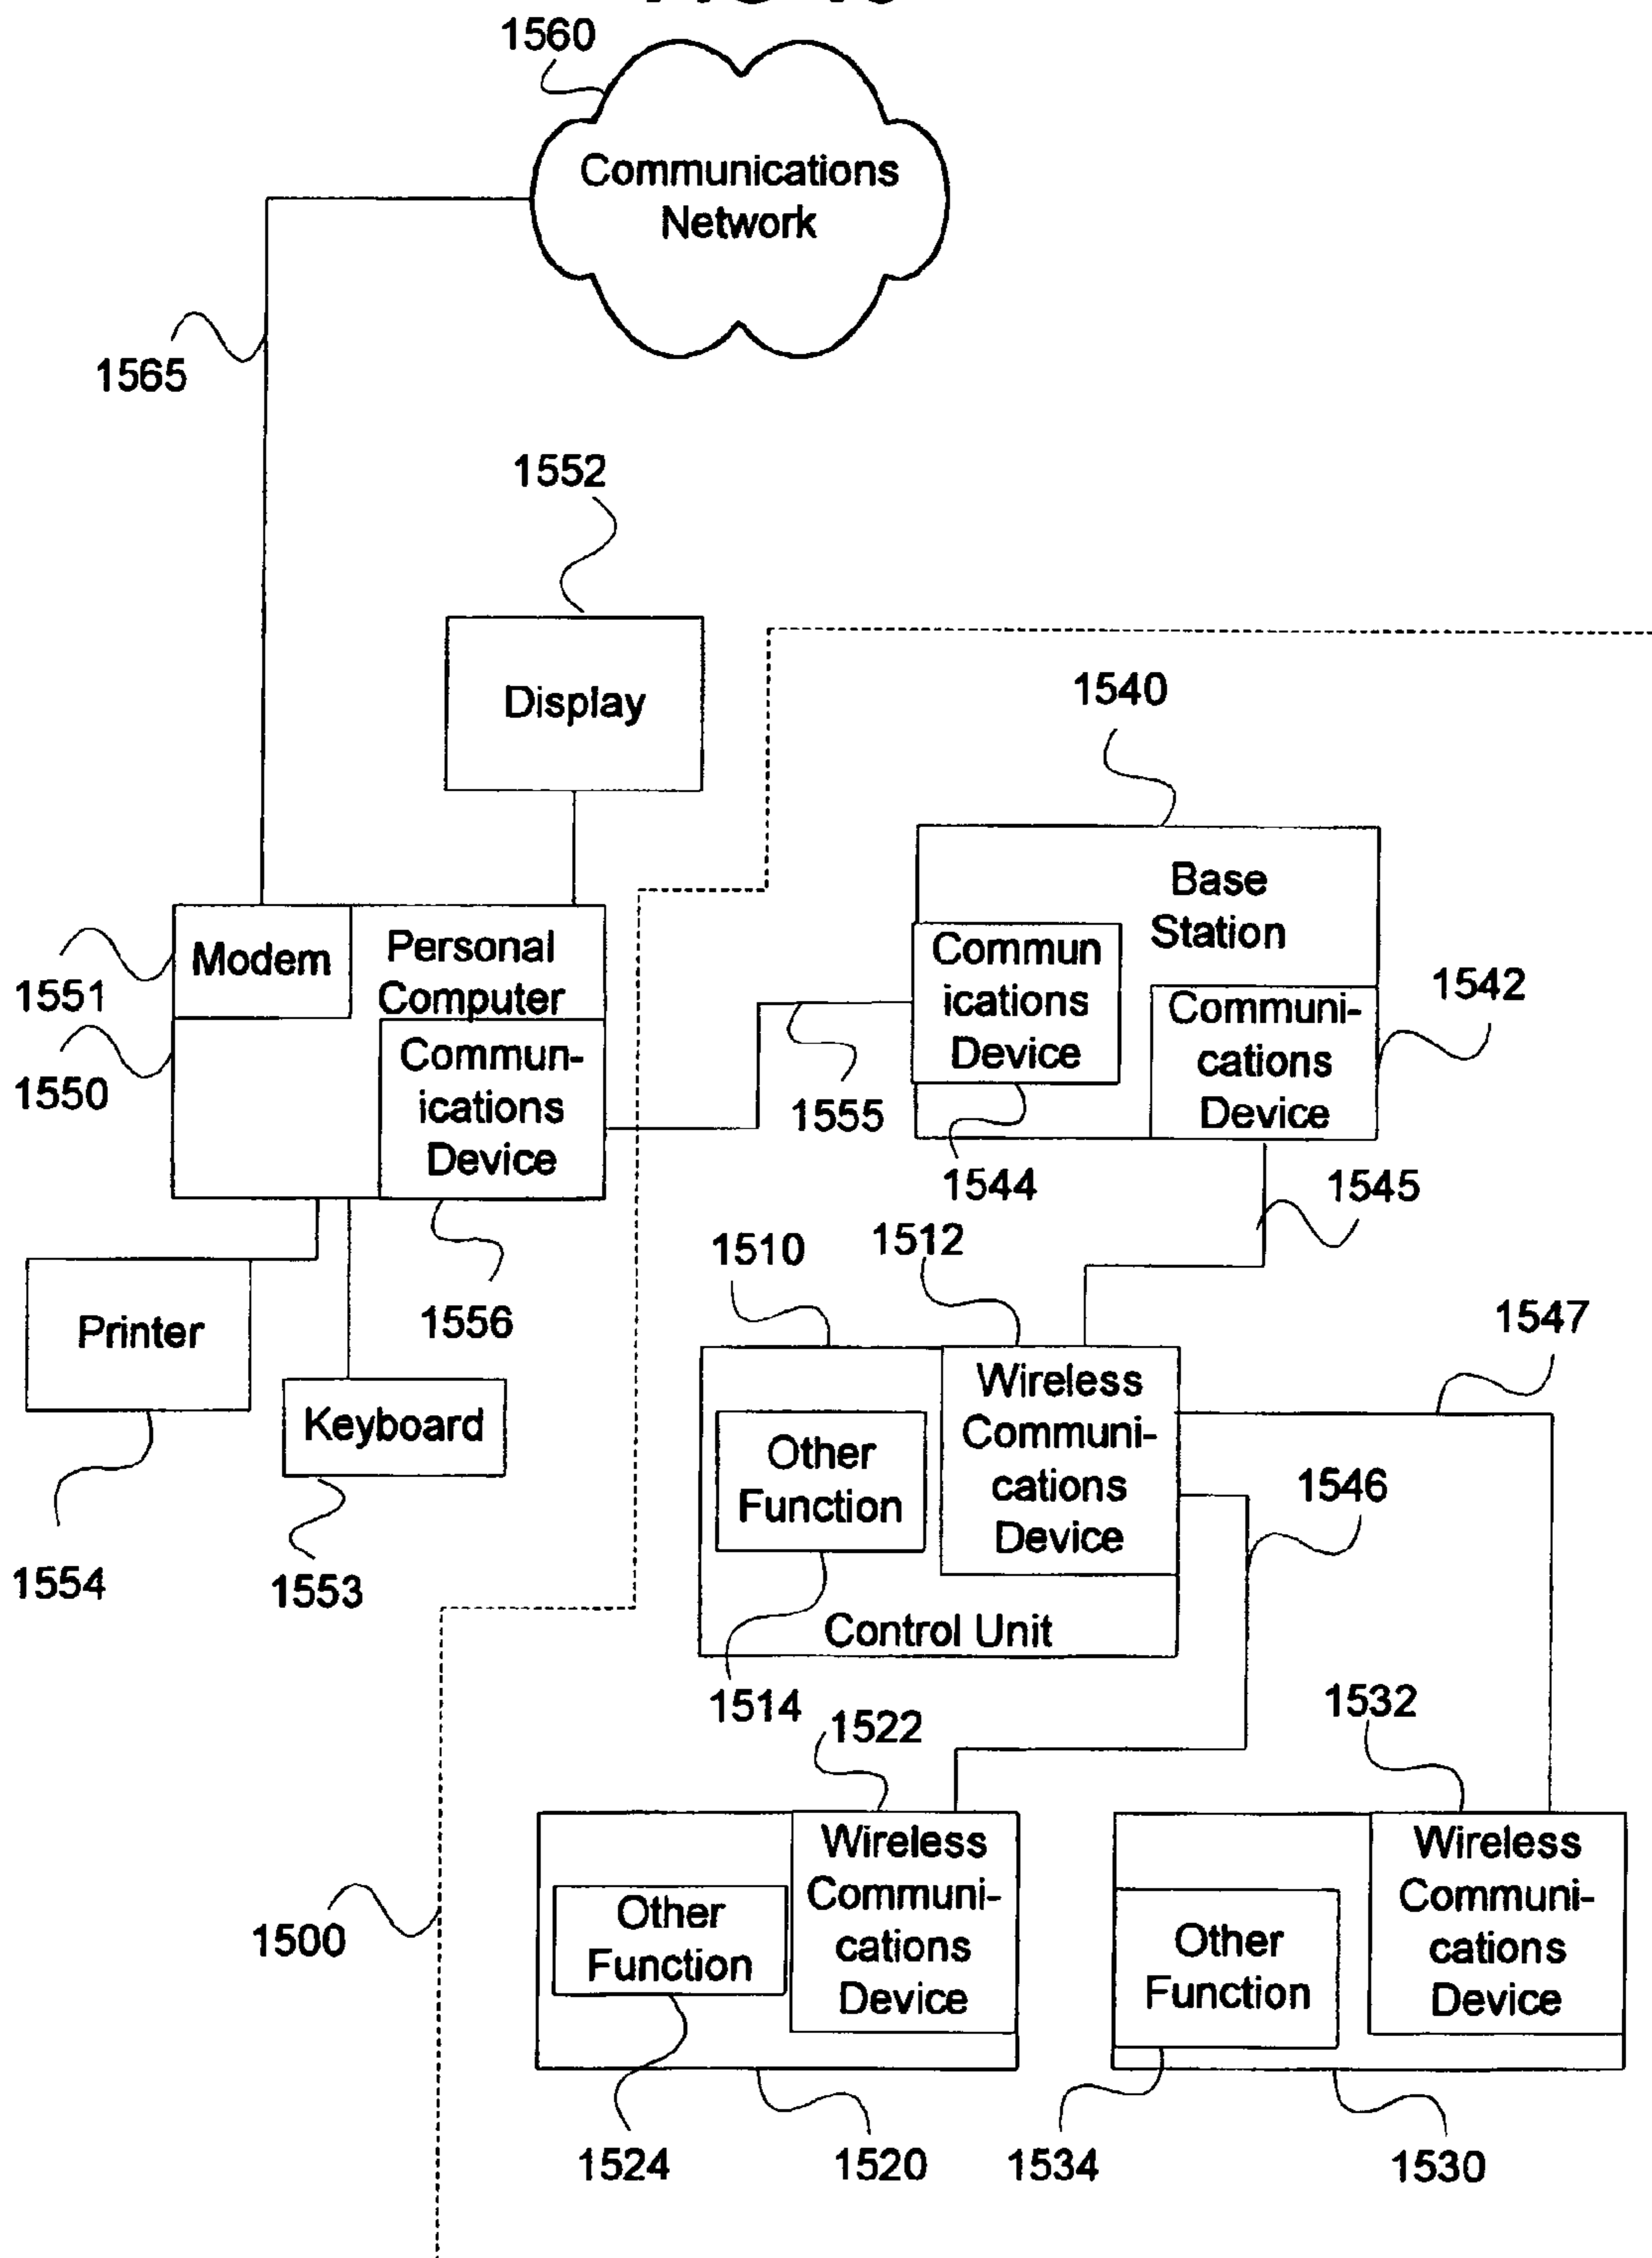 1560
Communications
Network
1565
1552
Display
1540
Base
Station
Modem
Personal
Computer
1551
1550
Commun-
ications
Device
Commun
ications
Device
Communi-
cations
Device
1542
1555
1544
1545
1556
Printer
1554
Keyboard
1553
1510
1512
1547
Wireless
Communi-
cations
Device
Other
Function
1546
Control Unit
1514
1522
1532
1500
Other
Function
Wireless
Communi-
cations
Device
Other
Function
Wireless
Communi-
cations
Device
1524
1520
1534
1530